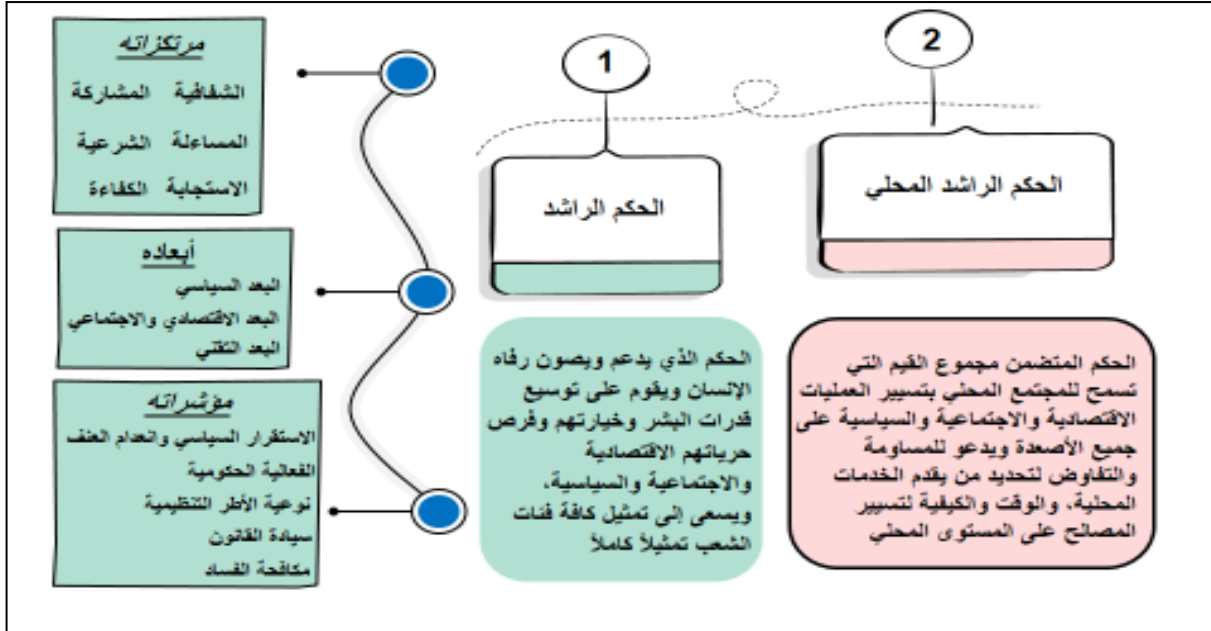 2
1
الحكم الراشد المحلي
الحكم الراشد
الحكم المتضمن مجموع القيم التي
تسمح للمجتمع المحلي بتسيير العمليات
الاقتصادية والاجتماعية والسياسية على
جميع الأصعدة ويدعو للمساومة
والتفاوض لتحديد من يقدم الخدمات
المحلية، والوقت والكيفية لتسيير
المصالح على المستوى المحلي
الحكم الذي يدعم ويصون رفاه
الإنسان ويقوم على توسيع
قدرات البشر وخيارتهم وفرص
حرياتهم الاقتصادية
والاجتماعية والسياسية،
ويسعى إلى تمثيل كافة فئات
الشعب تمثيلاً كاملاً
مرتكزاته
الشفافية المشاركة
المساءلة الشرعية
الاستجابة الكفاءة
أبعاده
البعد السياسي
البعد الاقتصادي والاجتماعي
البعد التقني
مؤشراته
الاستقرار السياسي وانعدام العنف
الفعالية الحكومية
نوعية الأطر التنظيمية
سيادة القانون
مكافحة الفساد